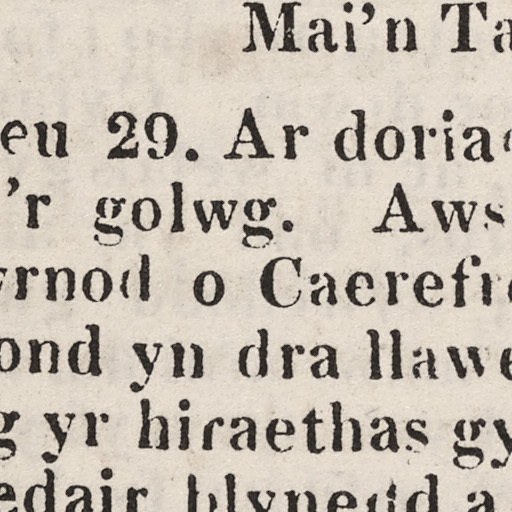 Mai'n Ta
eu 29. Ar doria
'r golwg. Aws
rnod o Caerefr
ond yn dra llawe
g yr hiraethas gy
edair blynedd a